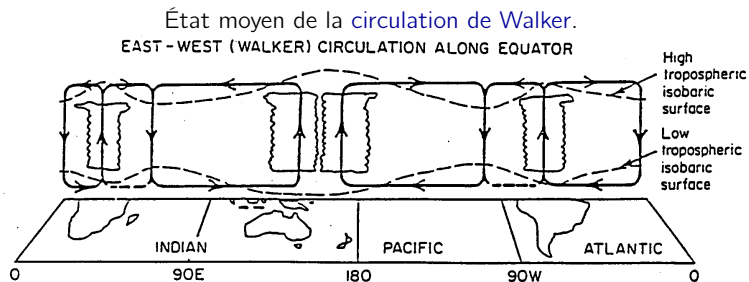 État moyen de la circulation de Walker.
EAST-WEST (WALKER) CIRCULATION ALONG EQUATOR
High
tropospheric
isobaric
surface
Low
tropospheric
isobaric
surface
INDIAN PACIFIC ATLANTIC
0 90E 180 90W 0